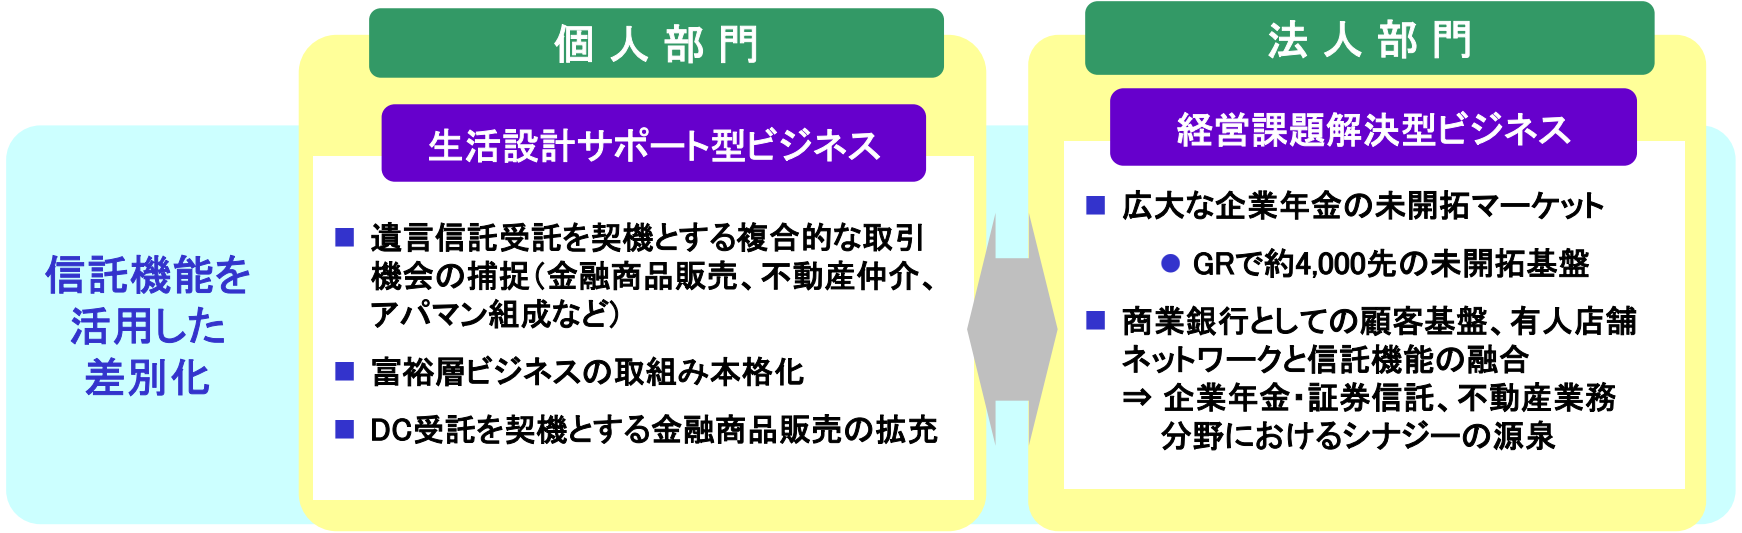 信託機能を
活用した
差別化
個人部門
生活設計サポート型ビジネス
■ 遺言信託受託を契機とする複合的な取引
機会の捕捉(金融商品販売、不動産仲介、
アパマン組成など)
■ 富裕層ビジネスの取組み本格化
■ DC受託を契機とする金融商品販売の拡充
法人部門
経営課題解決型ビジネス
■ 広大な企業年金の未開拓マーケット
● GRで約4,000先の未開拓基盤
■ 商業銀行としての顧客基盤、有人店舗
ネットワークと信託機能の融合
⇒ 企業年金・証券信託、不動産業務
分野におけるシナジーの源泉